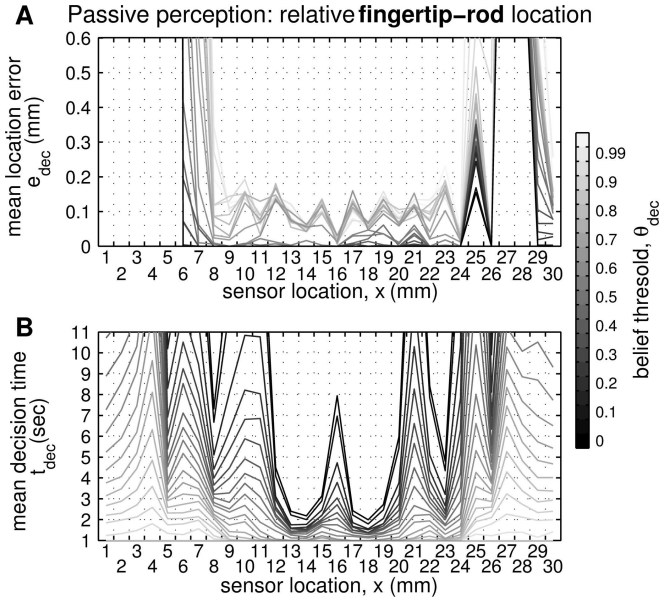 A Passive perception: relative fingertip-rod location
mean location error
e_dec (mm)
0.6
0.5
0.4
0.3
0.2
0.1
0
1 3 5 7 9 11 13 15 17 19 21 23 25 27 29
2 4 6 8 10 12 14 16 18 20 22 24 26 28 30
sensor location, x (mm)
B
mean decision time
t_dec(sec)
11
10
9
8
7
6
5
4
3
2
1
1 3 5 7 9 11 13 15 17 19 21 23 25 27 29
2 4 6 8 10 12 14 16 18 20 22 24 26 28 30
sensor location, x (mm)
0.99
0.9
0.8
0.7
0.6
0.5
0.4
0.3
0.2
0.1
0
belief thresold, θ_dec